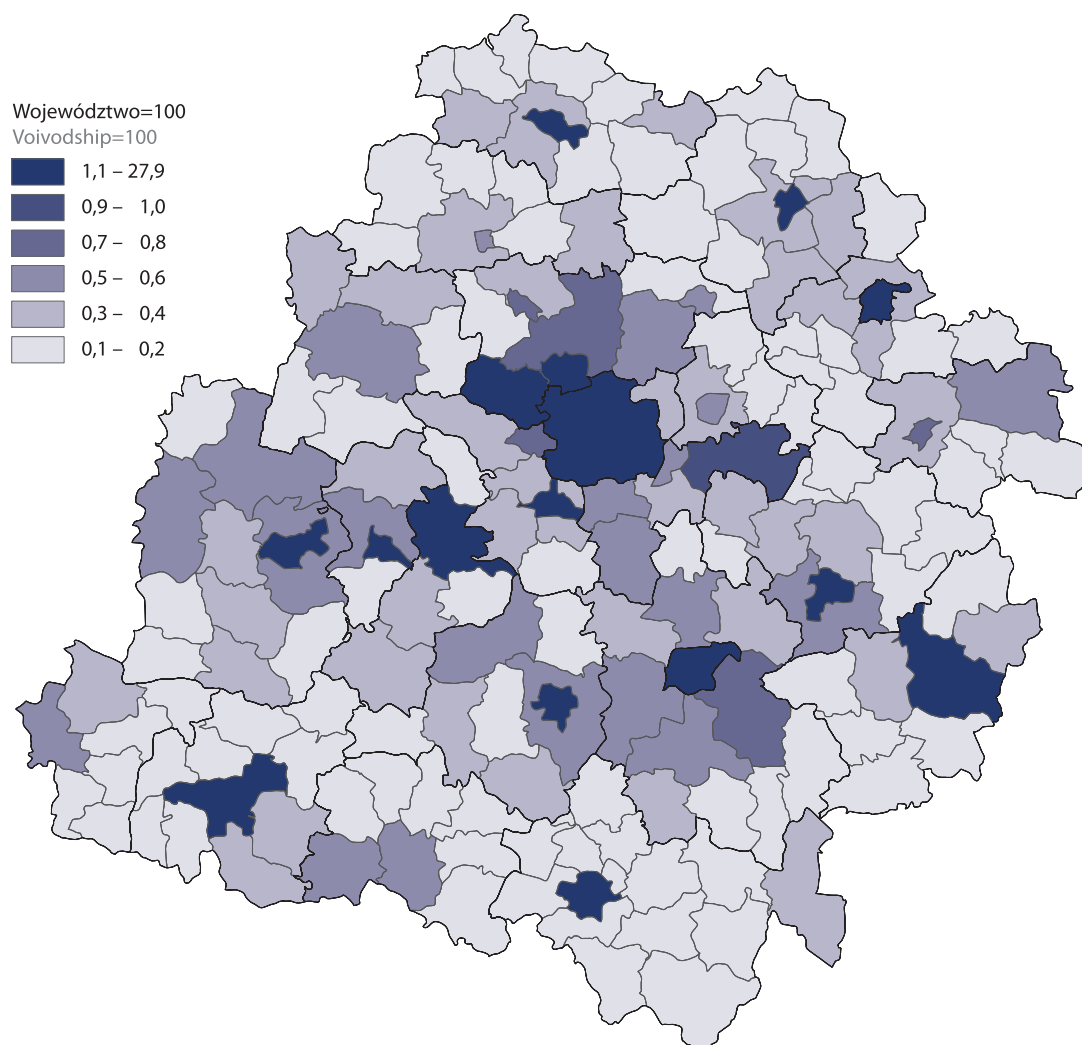 Województwo=100
Voivodship=100
1,1 – 27,9
0,9 – 1,0
0,7 – 0,8
0,5 – 0,6
0,3 – 0,4
0,1 – 0,2